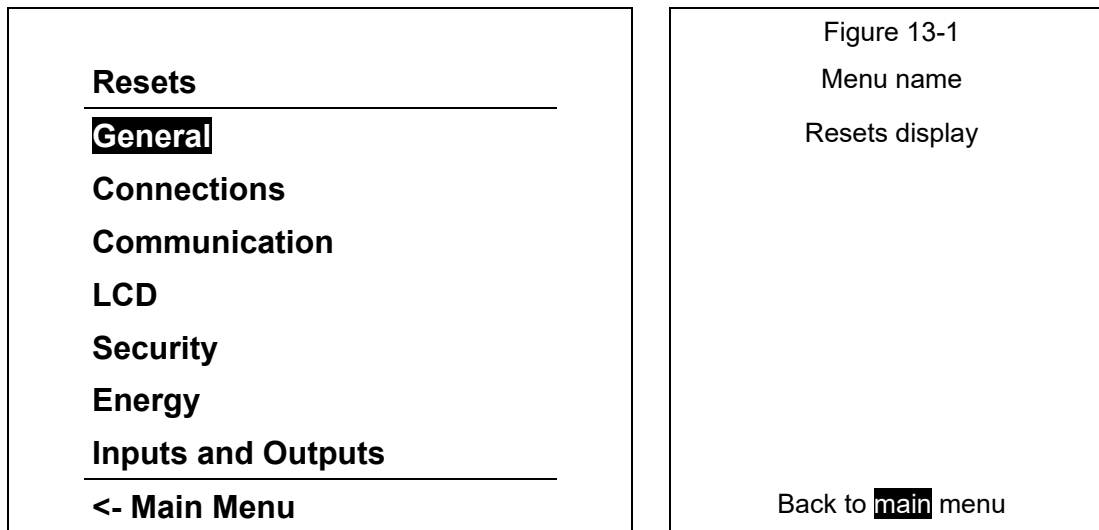 Resets
General
Connections
Communication
LCD
Security
Energy
Inputs and Outputs
<- Main Menu
Figure 13-1
Menu name
Resets display
Back to main menu